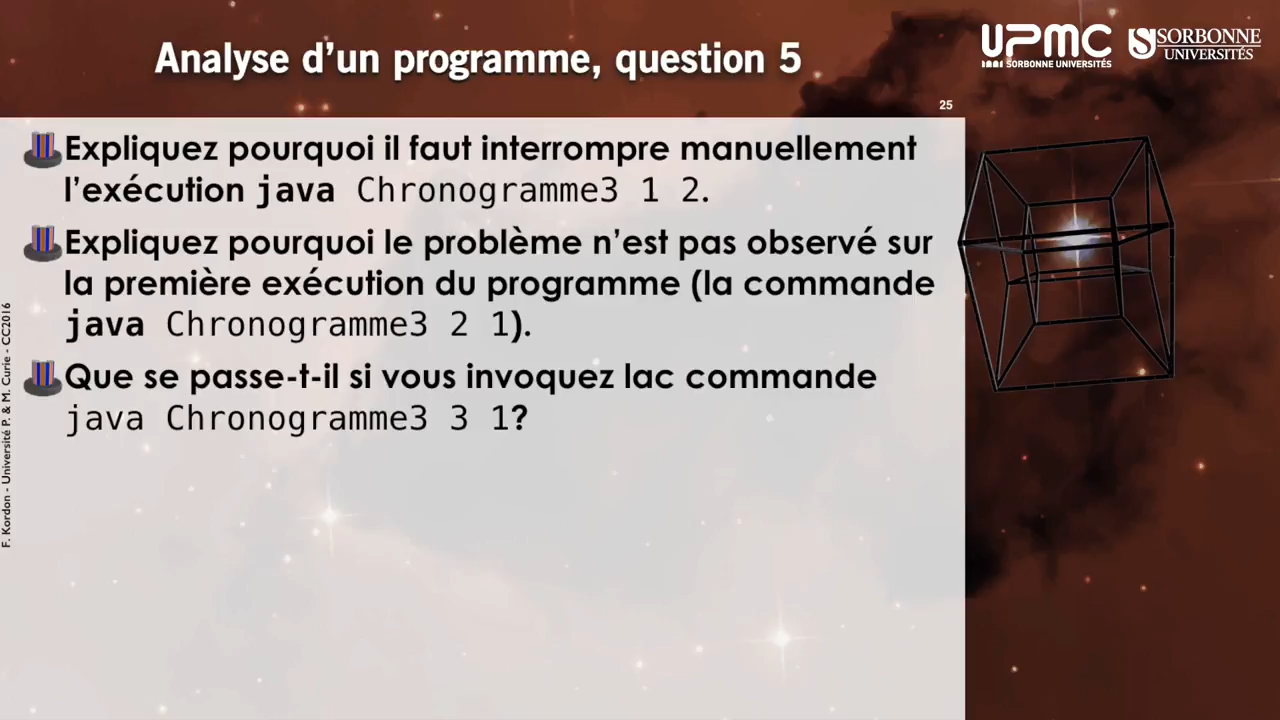 Analyse d'un programme, question 5
UPMC
SORBONNE UNIVERSITÉS
SORBONNE
UNIVERSITÉS
25
Expliquez pourquoi il faut interrompre manuellement
l'exécution java Chronogramme3 1 2.
Expliquez pourquoi le problème n'est pas observé sur
la première exécution du programme (la commande
java Chronogramme3 2 1).
Que se passe-t-il si vous invoquez lac commande
java Chronogramme3 3 1?
F. Kordon - Université P. & M. Curie - CC2016